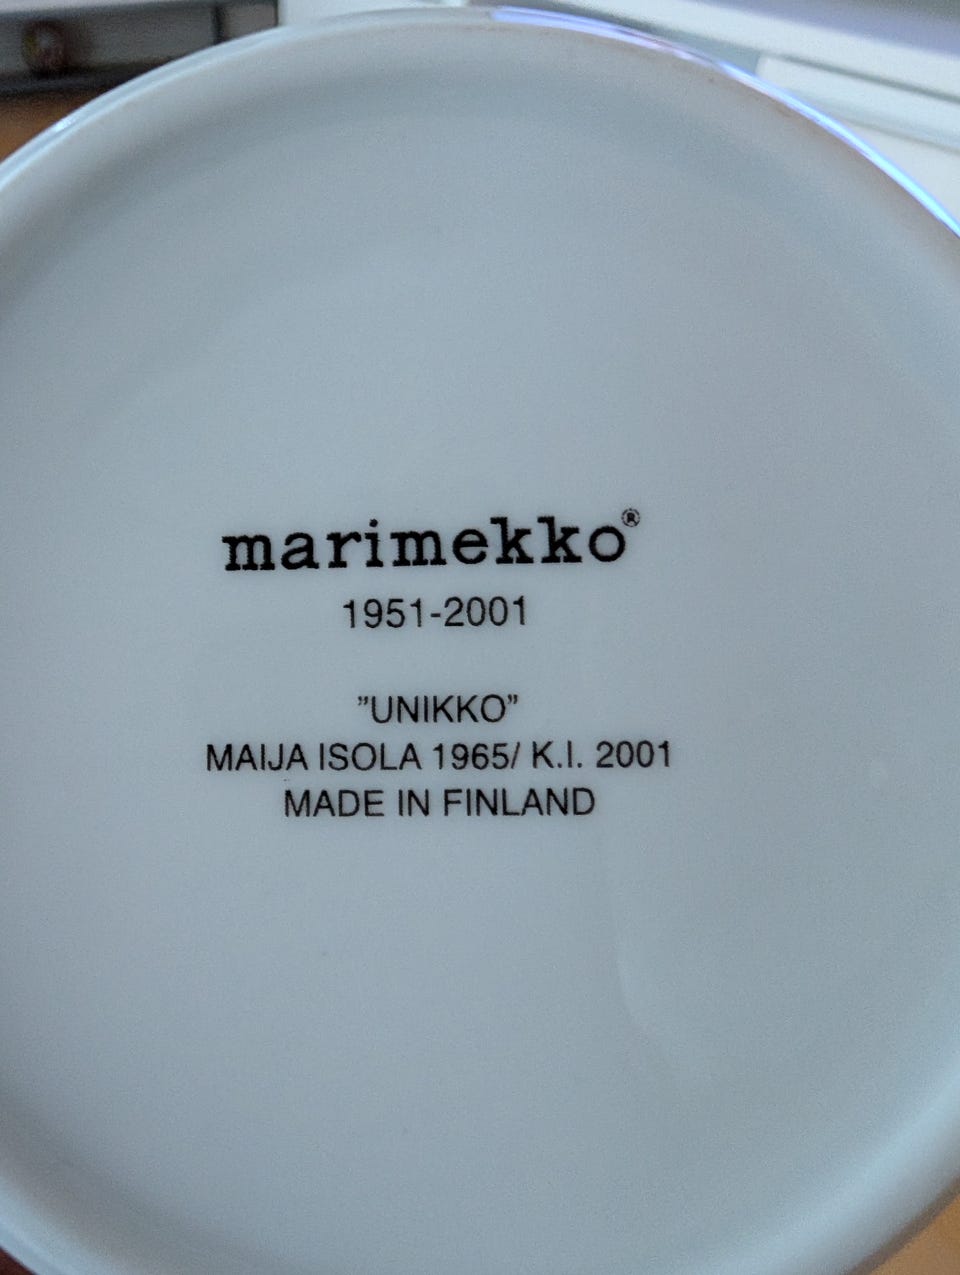 marimekko®
1951-2001
”UNIKKO”
MAIJA ISOLA 1965/ K.I. 2001
MADE IN FINLAND